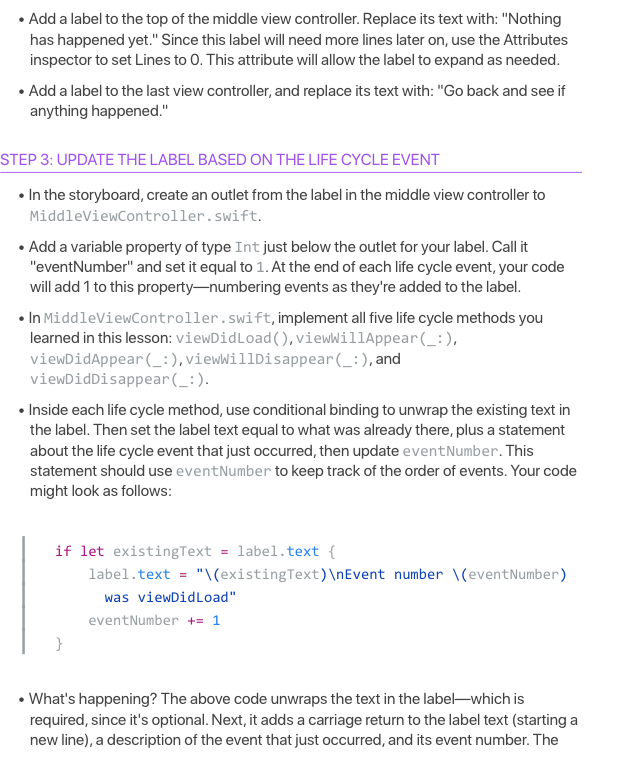 • Add a label to the top of the middle view controller. Replace its text with: "Nothing
has happened yet." Since this label will need more lines later on, use the Attributes
inspector to set Lines to 0. This attribute will allow the label to expand as needed.
• Add a label to the last view controller, and replace its text with: "Go back and see if
anything happened."
STEP 3: UPDATE THE LABEL BASED ON THE LIFE CYCLE EVENT
• In the storyboard, create an outlet from the label in the middle view controller to
MiddleViewController.swift.
• Add a variable property of type Int just below the outlet for your label. Call it
"eventNumber" and set it equal to 1. At the end of each life cycle event, your code
will add 1 to this property—numbering events as they're added to the label.
• In MiddleViewController.swift, implement all five life cycle methods you
learned in this lesson: viewDidLoad(), viewWillAppear(_:),
viewDidAppear(_:), viewWillDisappear(_:), and
viewDidDisappear(_:).
• Inside each life cycle method, use conditional binding to unwrap the existing text in
the label. Then set the label text equal to what was already there, plus a statement
about the life cycle event that just occurred, then update eventNumber. This
statement should use eventNumber to keep track of the order of events. Your code
might look as follows:
if let existingText = label.text {
label.text = "\(existingText)\nEvent number \(eventNumber)
was viewDidLoad"
eventNumber += 1
}
• What's happening? The above code unwraps the text in the label—which is
required, since it's optional. Next, it adds a carriage return to the label text (starting a
new line), a description of the event that just occurred, and its event number. The